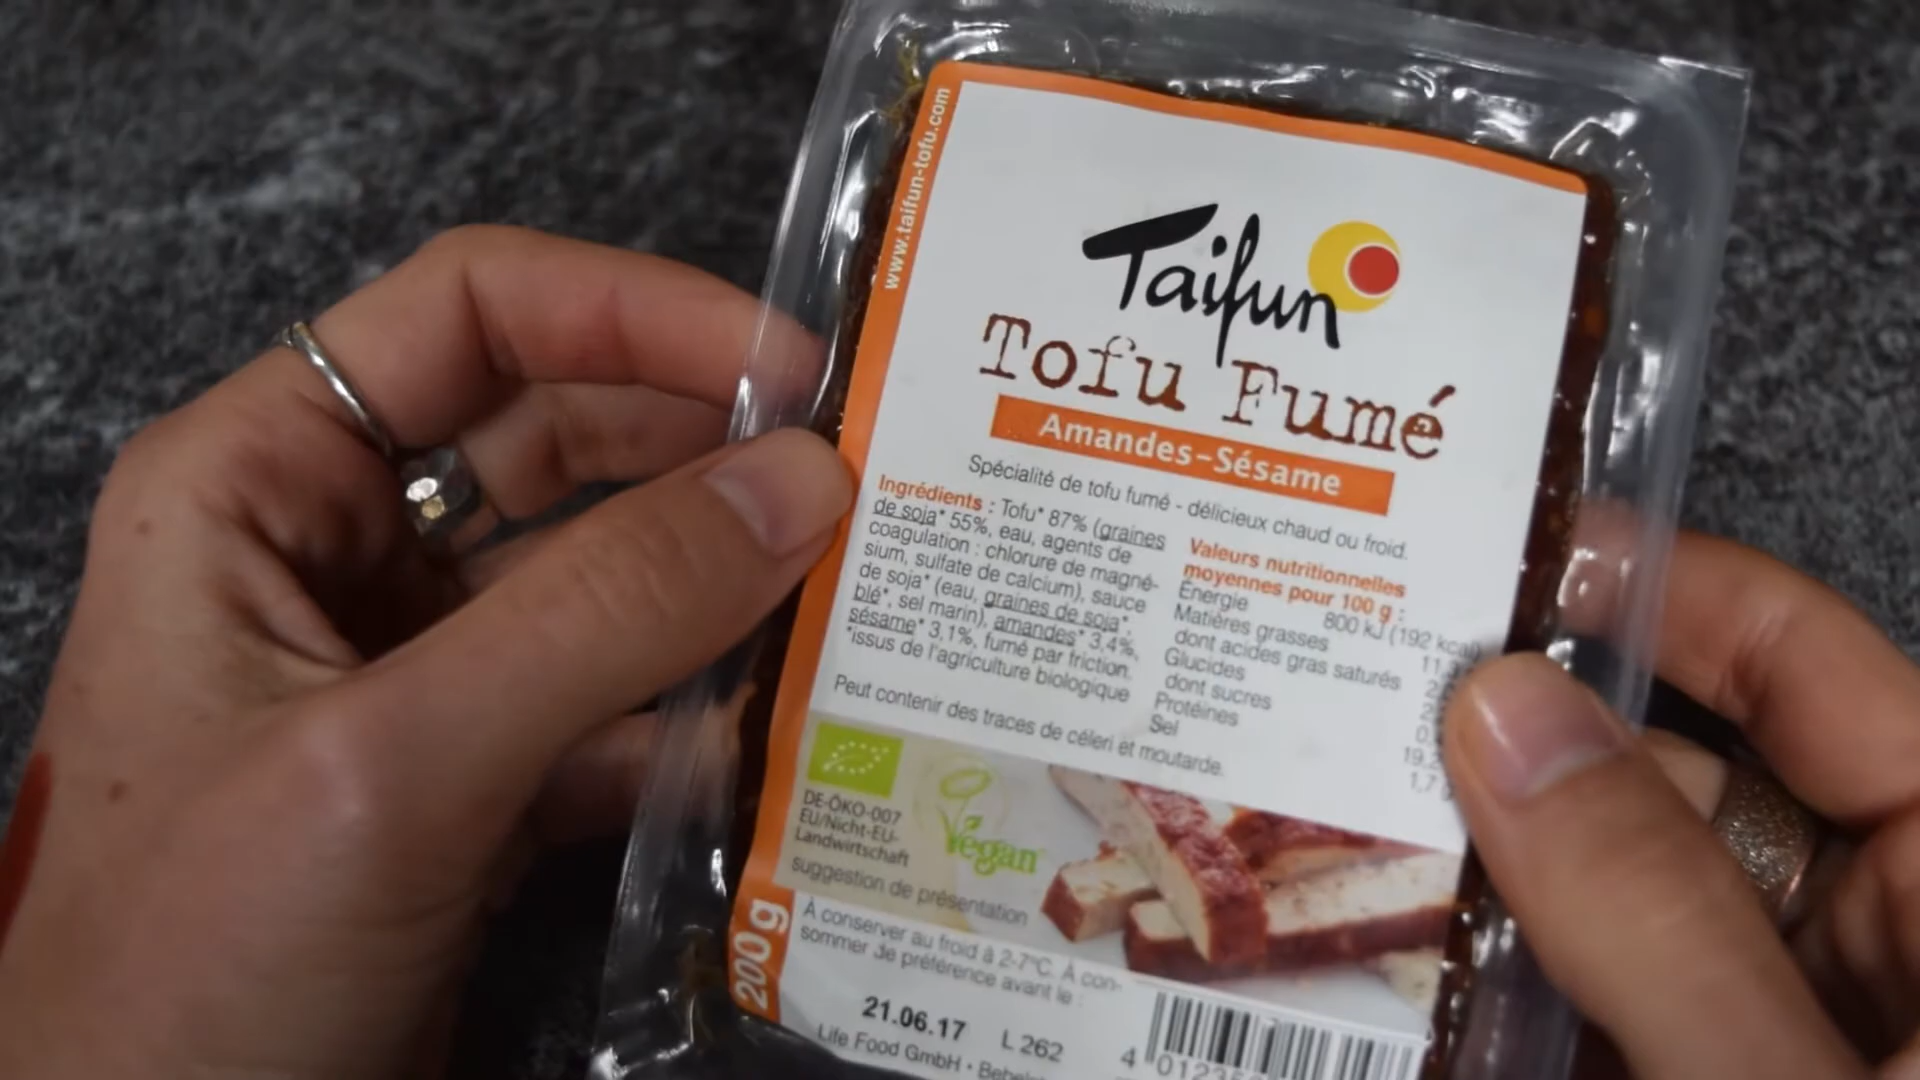 www.taifun-tofu.com
Taifun
Tofu Fumé
Amandes-Sésame
Spécialité de tofu fumé - délicieux chaud ou froid.
Ingrédients : Tofu* 87% (graines
de soja* 55%, eau, agents de
coagulation : chlorure de magné-
sium, sulfate de calcium), sauce
de soja* (eau, graines de soja*,
blé*, sel marin), amandes* 3,4%,
sésame* 3,1%, fumé par friction.
*issus de l'agriculture biologique
Peut contenir des traces de céleri et moutarde.
Valeurs nutritionnelles
moyennes pour 100 g :
Énergie 800 kJ (192 kcal)
Matières grasses
dont acides gras saturés
Glucides
dont sucres
Protéines 19,2
Sel 1,7
DE-ÖKO-007
EU/Nicht-EU-
Landwirtschaft
Vegan
suggestion de présentation
200g
À conserver au froid à 2-7°C. À con-
sommer de préférence avant le :
21.06.17 L 262
Life Food GmbH •
4 01235